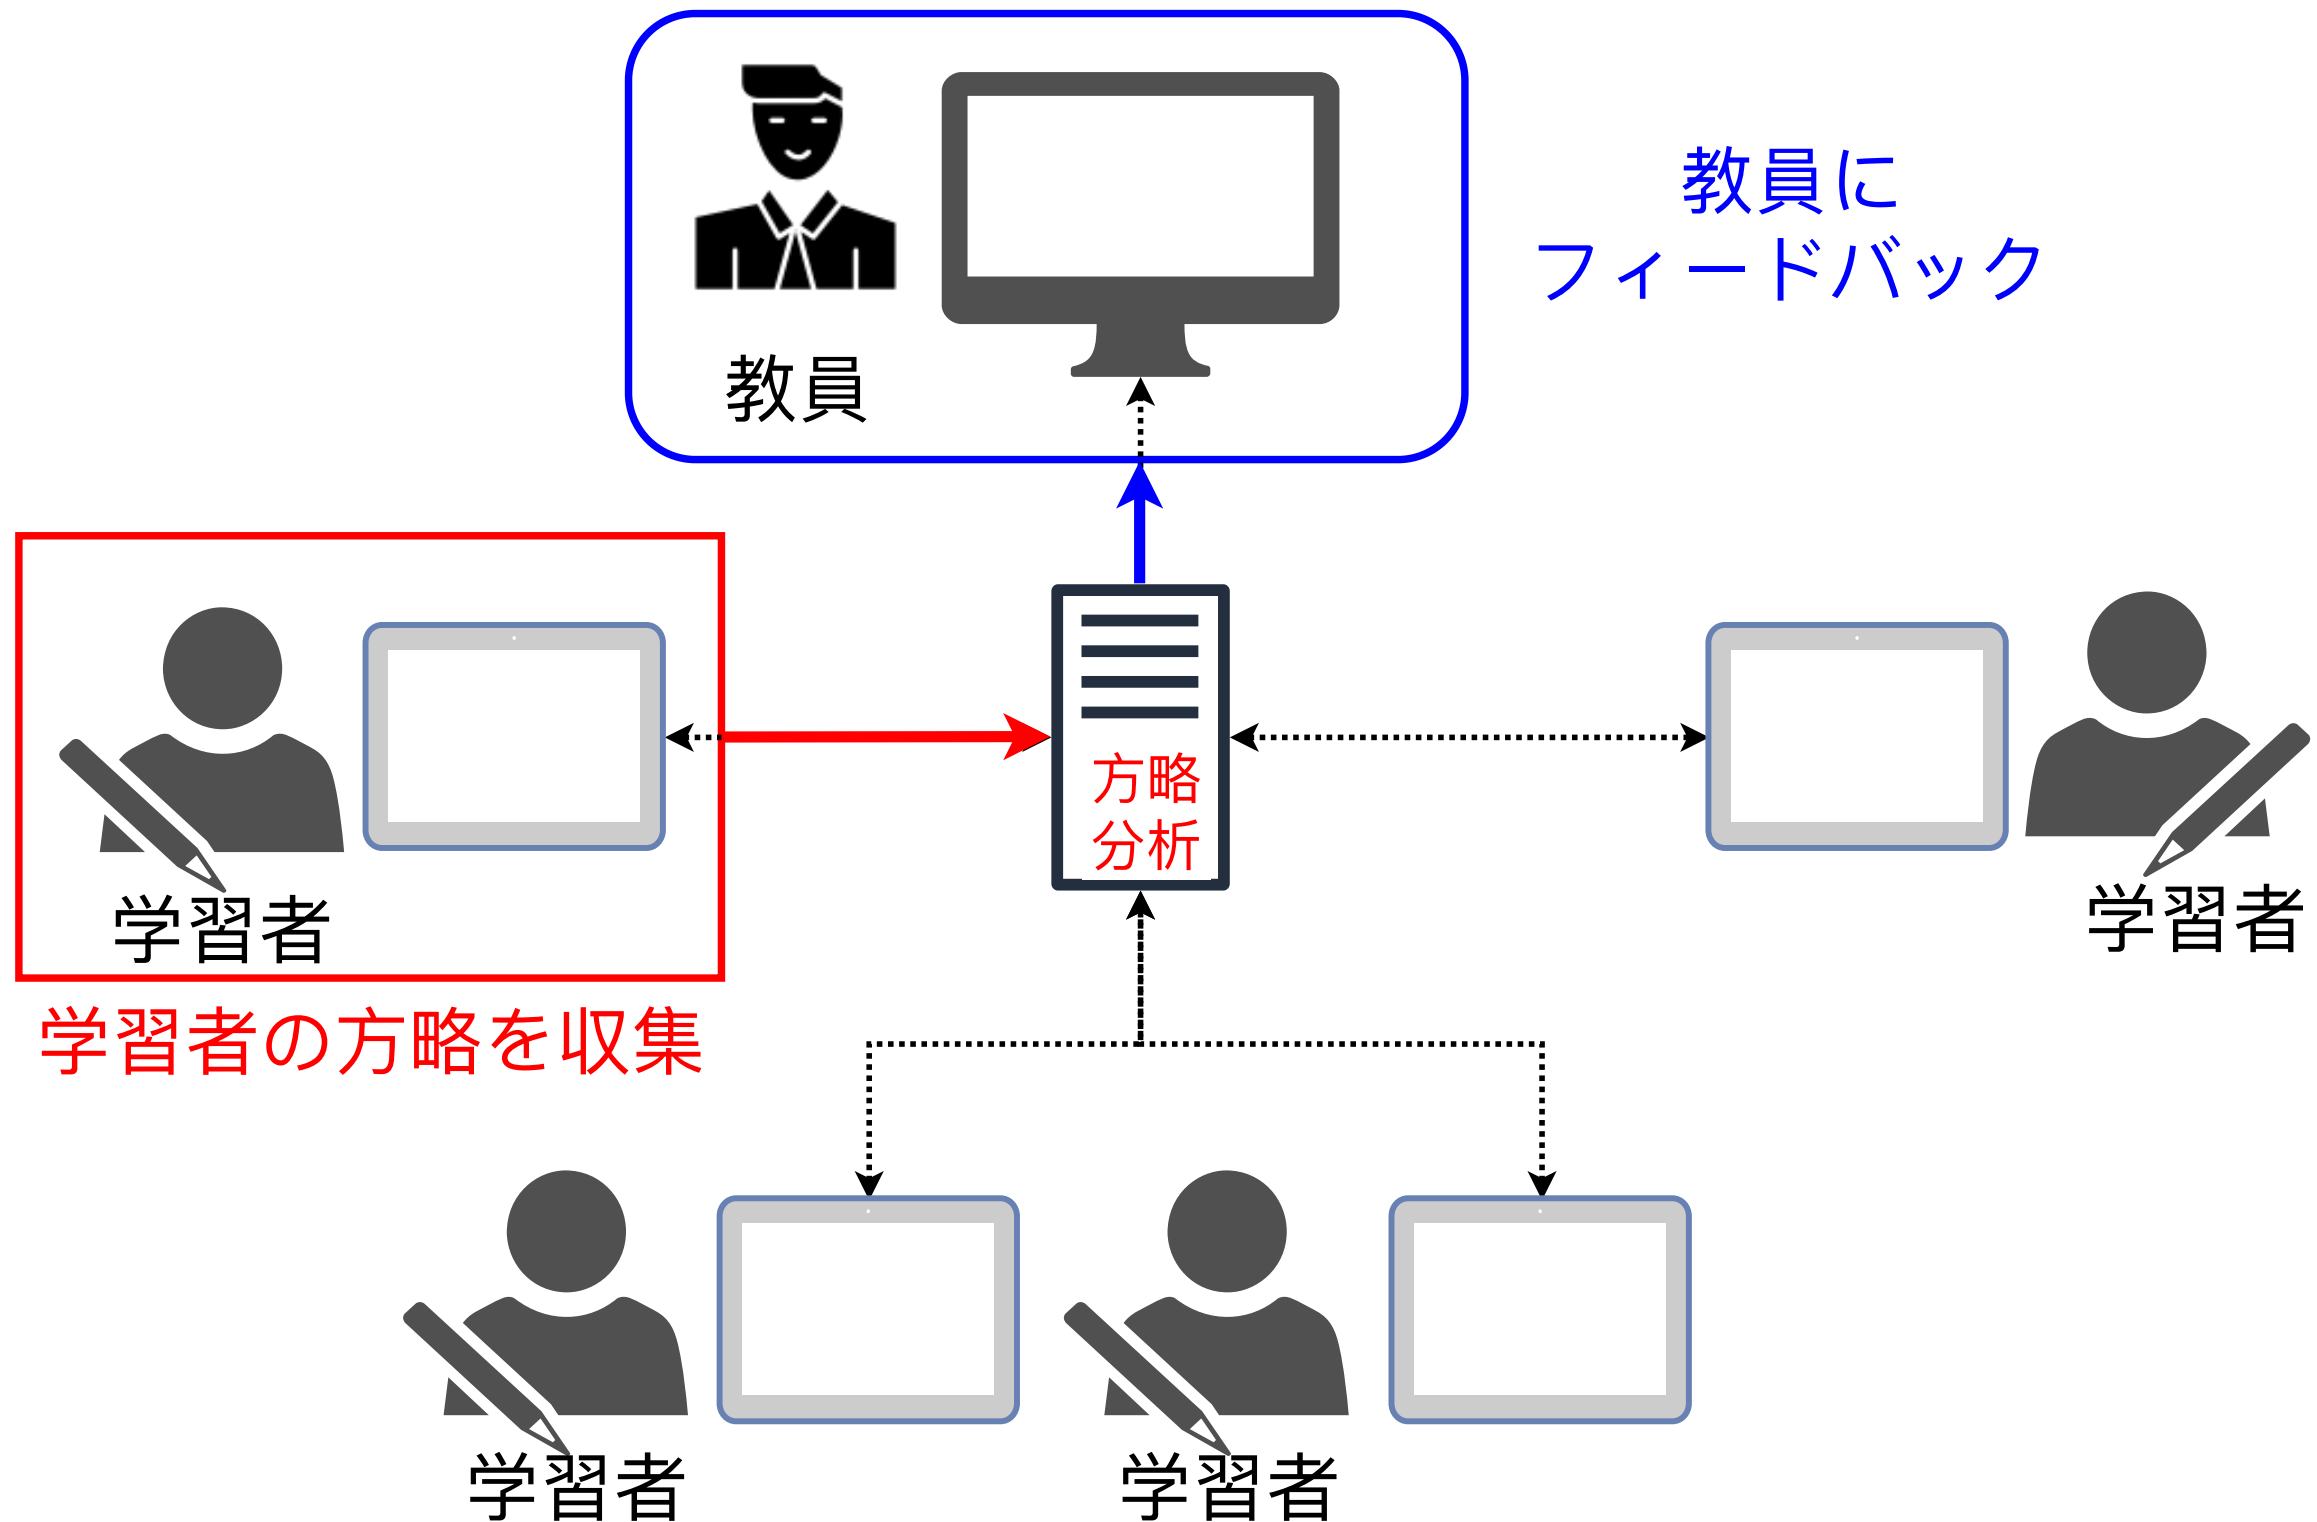 教員に
フィードバック
教員
方略
分析
学習者
学習者
学習者の方略を収集
学習者
学習者